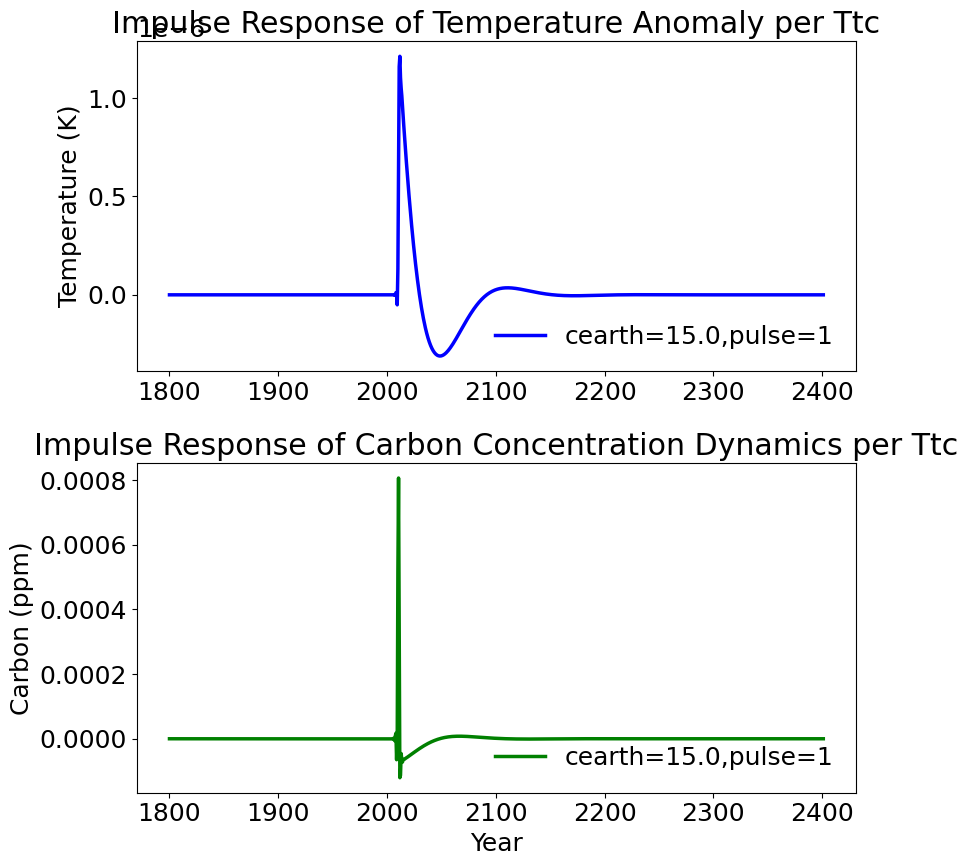 Impulse Response of Temperature Anomaly per Ttc
1e−6
1.0
0.5
0.0
Temperature (K)
cearth=15.0,pulse=1
1800 1900 2000 2100 2200 2300 2400
Impulse Response of Carbon Concentration Dynamics per Ttc
0.0008
0.0006
0.0004
0.0002
0.0000
Carbon (ppm)
cearth=15.0,pulse=1
1800 1900 2000 2100 2200 2300 2400
Year